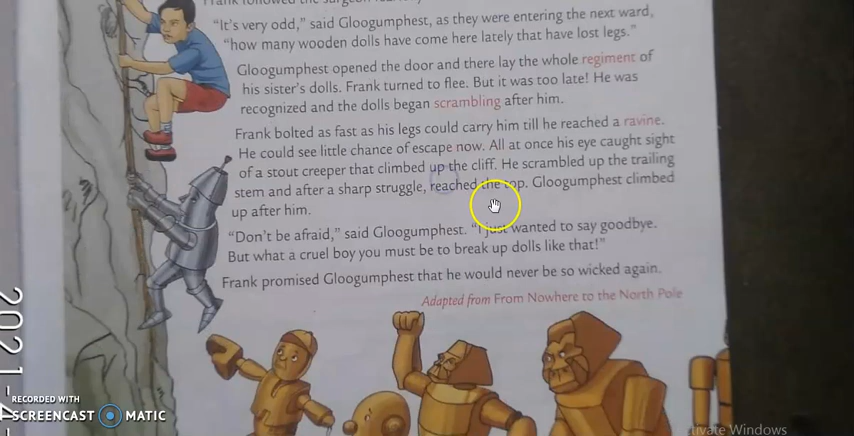 Frank followed the surgeon
“It's very odd,” said Gloogumphest, as they were entering the next ward,
“how many wooden dolls have come here lately that have lost legs.”
Gloogumphest opened the door and there lay the whole regiment of
his sister's dolls. Frank turned to flee. But it was too late! He was
recognized and the dolls began scrambling after him.
Frank bolted as fast as his legs could carry him till he reached a ravine.
He could see little chance of escape now. All at once his eye caught sight
of a stout creeper that climbed up the cliff. He scrambled up the trailing
stem and after a sharp struggle, reached the top. Gloogumphest climbed
up after him.
“Don't be afraid,” said Gloogumphest. “I just wanted to say goodbye.
But what a cruel boy you must be to break up dolls like that!”
Frank promised Gloogumphest that he would never be so wicked again.
Adapted from From Nowhere to the North Pole
2021-4-
RECORDED WITH
SCREENCAST MATIC
Activate Windows